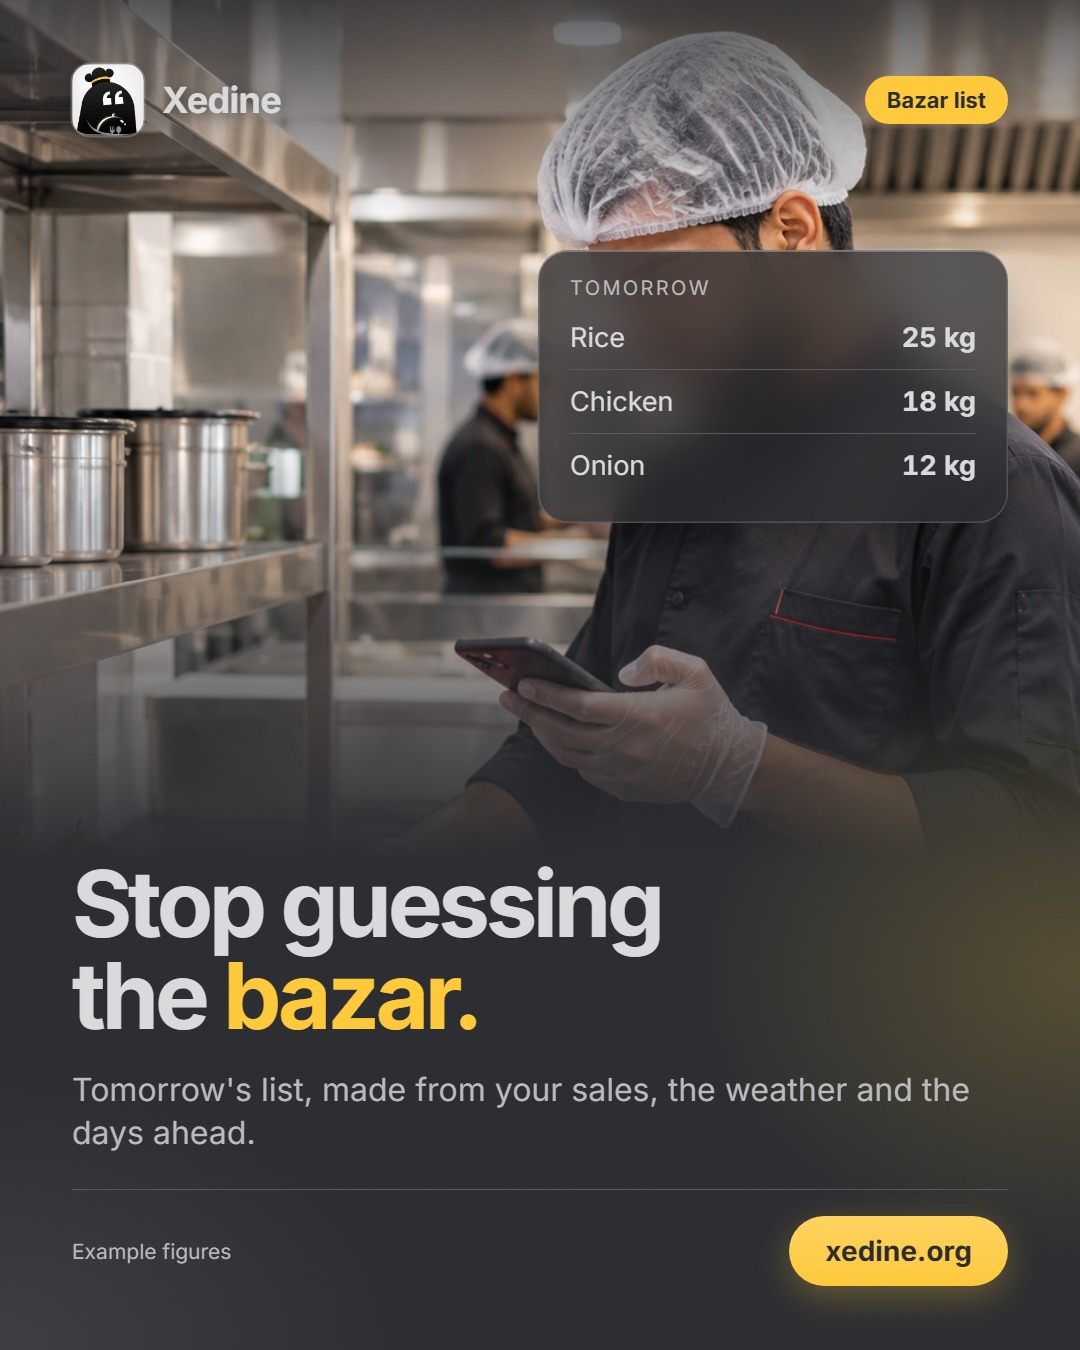 Xedine
Bazar list
TOMORROW
Rice 25 kg
Chicken 18 kg
Onion 12 kg
Stop guessing
the bazar.
Tomorrow's list, made from your sales, the weather and the
days ahead.
Example figures
xedine.org